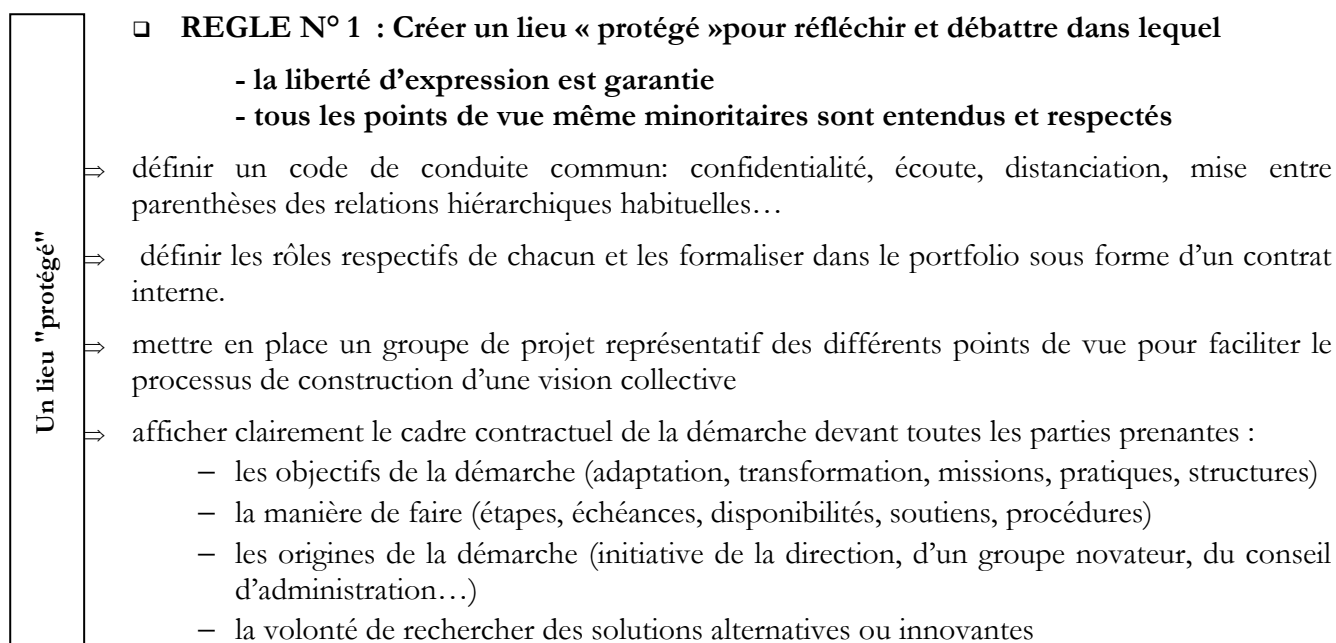 Un lieu "protégé"
❑ REGLE N° 1 : Créer un lieu « protégé »pour réfléchir et débattre dans lequel
- la liberté d’expression est garantie
- tous les points de vue même minoritaires sont entendus et respectés
⇒ définir un code de conduite commun: confidentialité, écoute, distanciation, mise entre
parenthèses des relations hiérarchiques habituelles…
⇒ définir les rôles respectifs de chacun et les formaliser dans le portfolio sous forme d’un contrat
interne.
⇒ mettre en place un groupe de projet représentatif des différents points de vue pour faciliter le
processus de construction d’une vision collective
⇒ afficher clairement le cadre contractuel de la démarche devant toutes les parties prenantes :
– les objectifs de la démarche (adaptation, transformation, missions, pratiques, structures)
– la manière de faire (étapes, échéances, disponibilités, soutiens, procédures)
– les origines de la démarche (initiative de la direction, d’un groupe novateur, du conseil
d’administration…)
– la volonté de rechercher des solutions alternatives ou innovantes